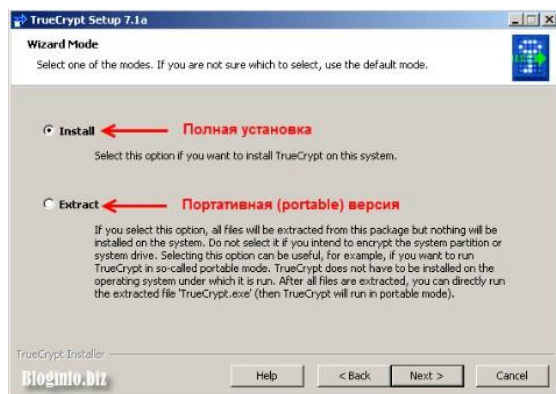 TrueCrypt Setup 7.1a
Wizard Mode
Select one of the modes. If you are not sure which to select, use the default mode.
Install
Полная установка
Select this option if you want to install TrueCrypt on this system.
Extract
Портативная (portable) версия
If you select this option, all files will be extracted from this package but nothing will be
installed on the system. Do not select it if you intend to encrypt the system partition or
system drive. Selecting this option can be useful, for example, if you want to run
TrueCrypt in so-called portable mode. TrueCrypt does not have to be installed on the
operating system under which it is run. After all files are extracted, you can directly run
the extracted file 'TrueCrypt.exe' (then TrueCrypt will run in portable mode).
TrueCrypt Installer
Bloginfo.biz
Help
< Back
Next >
Cancel